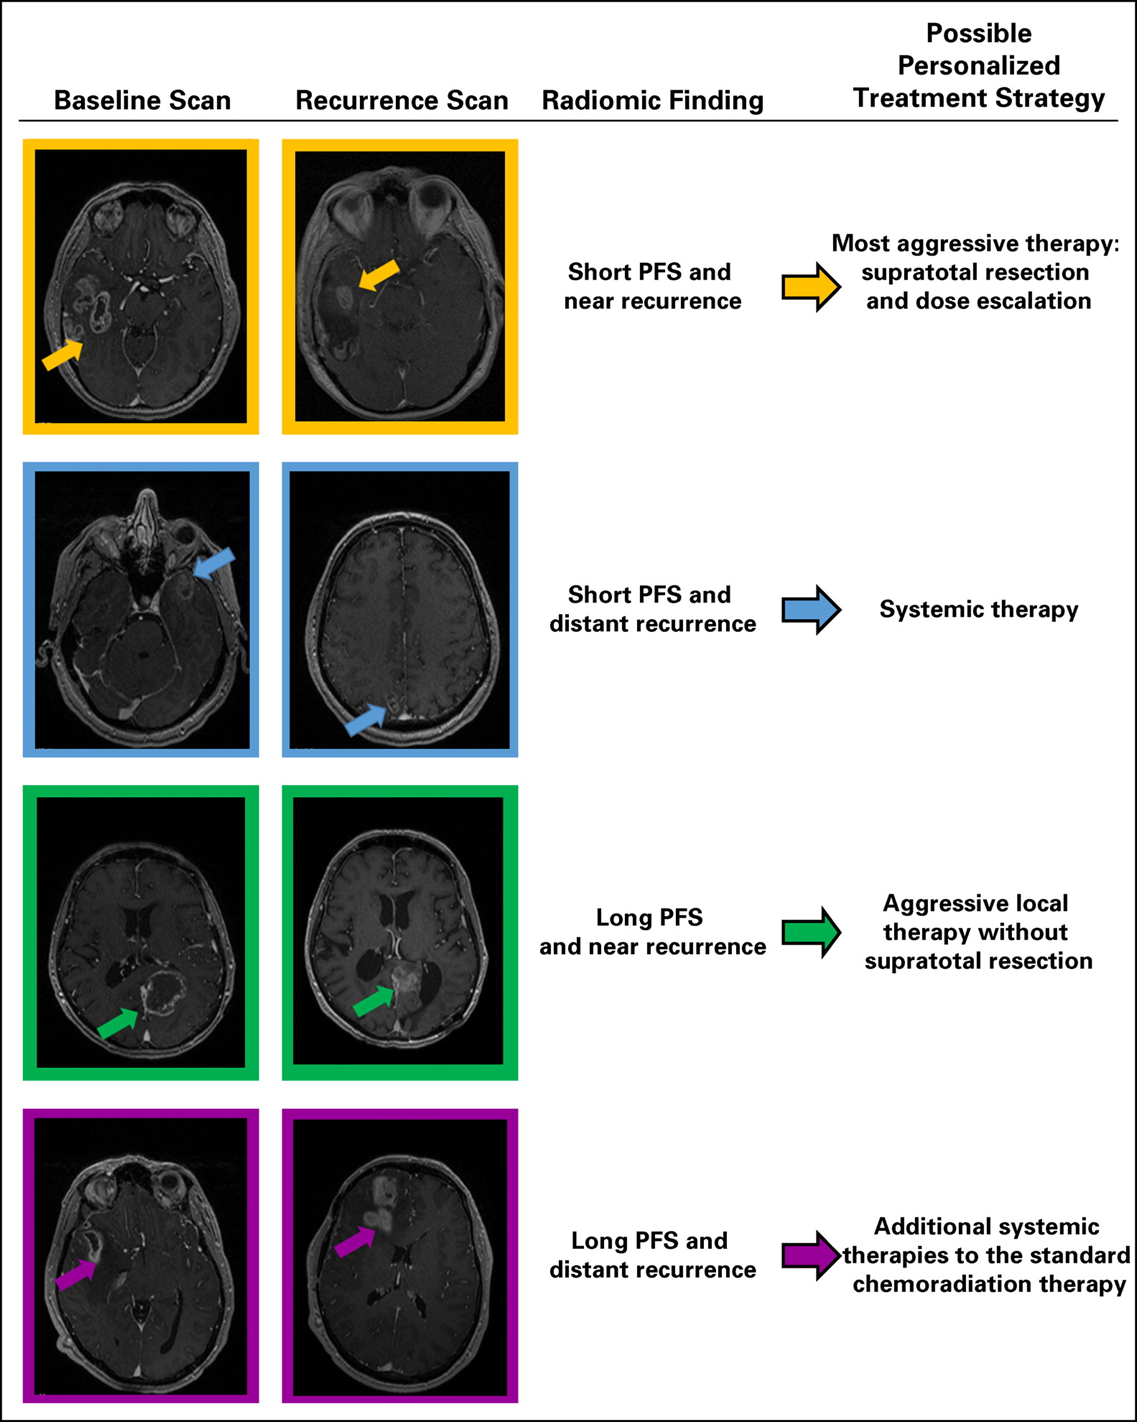 Possible
Personalized
Treatment Strategy
Baseline Scan
Recurrence Scan
Radiomic Finding
Short PFS and
near recurrence
Most aggressive therapy:
supratotal resection
and dose escalation
Short PFS and
distant recurrence
Systemic therapy
Long PFS
and near recurrence
Aggressive local
therapy without
supratotal resection
Long PFS and
distant recurrence
Additional systemic
therapies to the standard
chemoradiation therapy